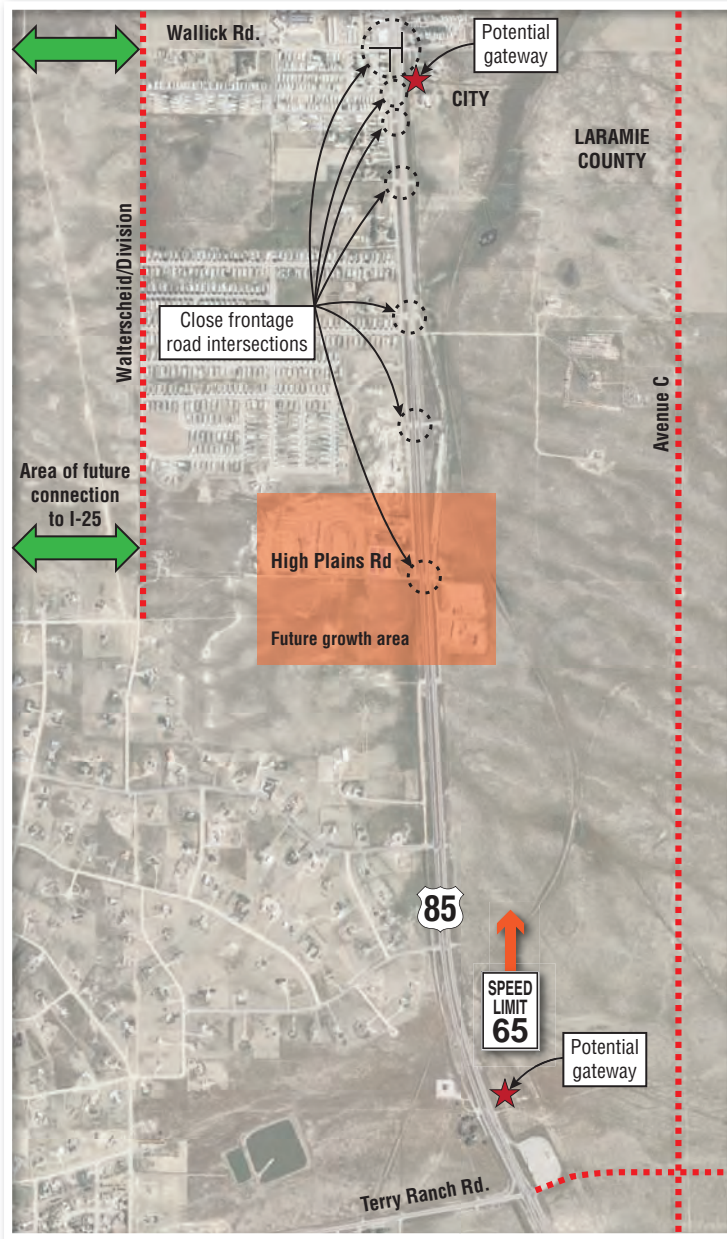 Wallick Rd.
Potential
gateway
CITY
LARAMIE
COUNTY
Walterscheid/Division
Close frontage
road intersections
Avenue C
Area of future
connection
to I-25
High Plains Rd
Future growth area
85
SPEED
LIMIT
65
Potential
gateway
Terry Ranch Rd.